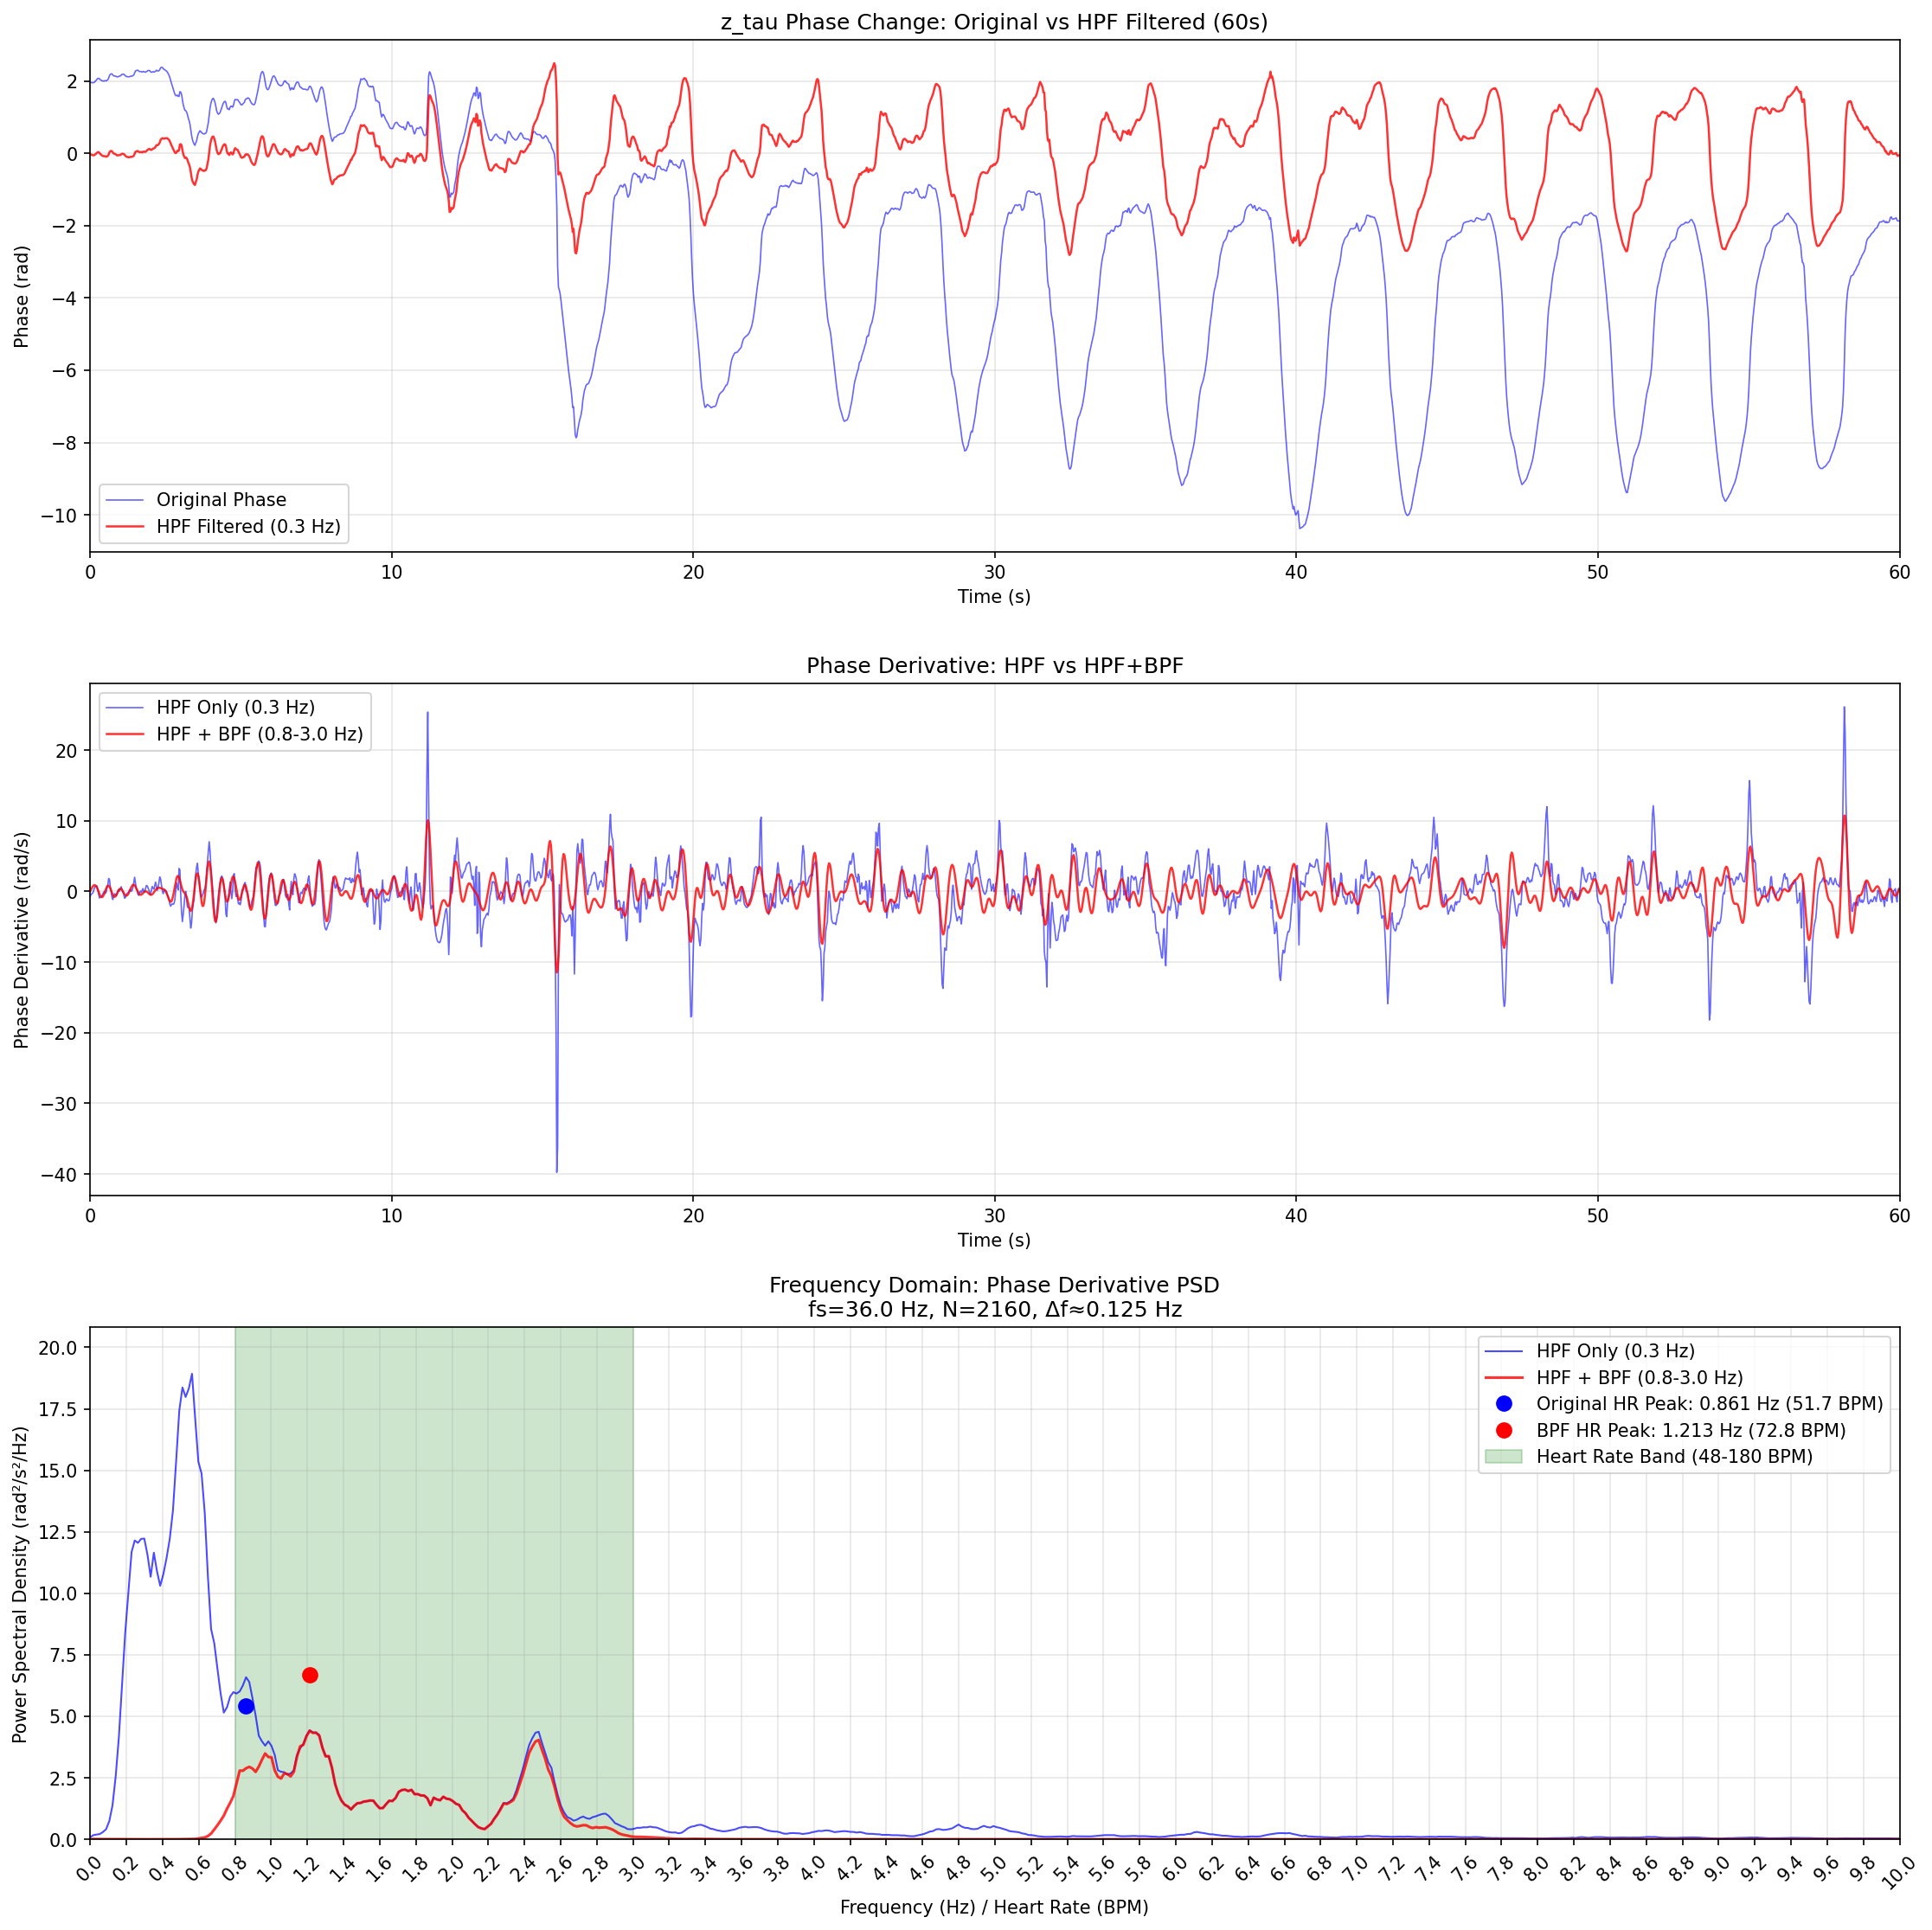 z_tau Phase Change: Original vs HPF Filtered (60s)
Phase (rad)
2
0
−2
−4
−6
−8
−10
Original Phase
HPF Filtered (0.3 Hz)
0 10 20 30 40 50 60
Time (s)
Phase Derivative: HPF vs HPF+BPF
Phase Derivative (rad/s)
HPF Only (0.3 Hz)
HPF + BPF (0.8-3.0 Hz)
20
10
0
−10
−20
−30
−40
0 10 20 30 40 50 60
Time (s)
Frequency Domain: Phase Derivative PSD
fs=36.0 Hz, N=2160, Δf≈0.125 Hz
Power Spectral Density (rad²/s²/Hz)
20.0
17.5
15.0
12.5
10.0
7.5
5.0
2.5
0.0
HPF Only (0.3 Hz)
HPF + BPF (0.8-3.0 Hz)
Original HR Peak: 0.861 Hz (51.7 BPM)
BPF HR Peak: 1.213 Hz (72.8 BPM)
Heart Rate Band (48-180 BPM)
0.0 0.2 0.4 0.6 0.8 1.0 1.2 1.4 1.6 1.8 2.0 2.2 2.4 2.6 2.8 3.0 3.2 3.4 3.6 3.8 4.0 4.2 4.4 4.6 4.8 5.0 5.2 5.4 5.6 5.8 6.0 6.2 6.4 6.6 6.8 7.0 7.2 7.4 7.6 7.8 8.0 8.2 8.4 8.6 8.8 9.0 9.2 9.4 9.6 9.8 10.0
Frequency (Hz) / Heart Rate (BPM)